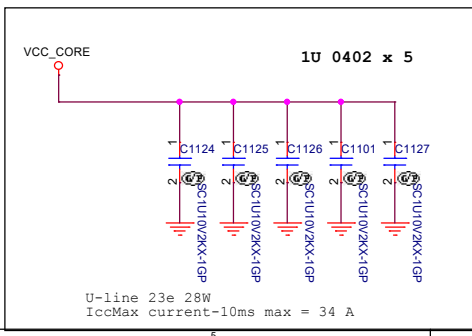 VCC_CORE
1U 0402 x 5
1
1
1
1
1
C1124
C1125
C1126
C1101
C1127
2
2
2
2
2
SC1U10V2KX-1GP
SC1U10V2KX-1GP
SC1U10V2KX-1GP
SC1U10V2KX-1GP
SC1U10V2KX-1GP
U-line 23e 28W
IccMax current-10ms max = 34 A
5